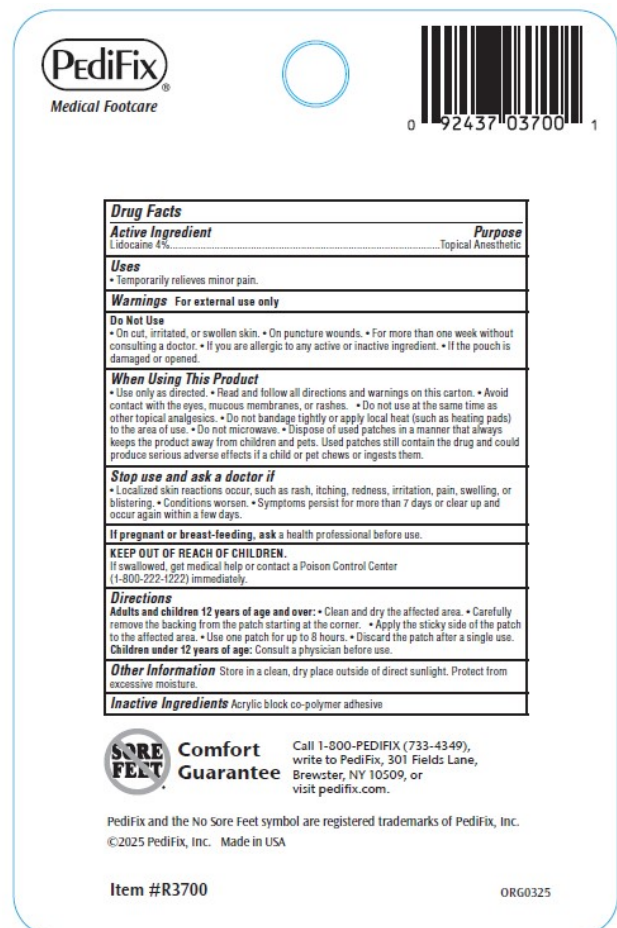 PEdiFix®
Medical Footcare
0 92437 03700 1
Drug Facts
Active Ingredient Purpose
Lidocaine 4%..........Topical Anesthetic
Uses
• Temporarily relieves minor pain.
Warnings For external use only
Do Not Use
• On cut, irritated, or swollen skin. • On puncture wounds. • For more than one week without
consulting a doctor. • If you are allergic to any active or inactive ingredient. • If the pouch is
damaged or opened.
When Using This Product
• Use only as directed. • Read and follow all directions and warnings on this carton. • Avoid
contact with the eyes, mucous membranes, or rashes. • Do not use at the same time as
other topical analgesics. • Do not bandage tightly or apply local heat (such as heating pads)
to the area of use. • Do not microwave. • Dispose of used patches in a manner that always
keeps the product away from children and pets. Used patches still contain the drug and could
produce serious adverse effects if a child or pet chews or ingests them.
Stop use and ask a doctor if
• Localized skin reactions occur, such as rash, itching, redness, irritation, pain, swelling, or
blistering. • Conditions worsen. • Symptoms persist for more than 7 days or clear up and
occur again within a few days.
If pregnant or breast-feeding, ask a health professional before use.
KEEP OUT OF REACH OF CHILDREN.
If swallowed, get medical help or contact a Poison Control Center
(1-800-222-1222) immediately.
Directions
Adults and children 12 years of age and over: • Clean and dry the affected area. • Carefully
remove the backing from the patch starting at the corner. • Apply the sticky side of the patch
to the affected area. • Use one patch for up to 8 hours. • Discard the patch after a single use.
Children under 12 years of age: Consult a physician before use.
Other Information Store in a clean, dry place outside of direct sunlight. Protect from
excessive moisture.
Inactive Ingredients Acrylic block co-polymer adhesive
SORE
FEET
Comfort
Guarantee
Call 1-800-PEDIFIX (733-4349),
write to PediFix, 301 Fields Lane,
Brewster, NY 10509, or
visit pedifix.com.
PediFix and the No Sore Feet symbol are registered trademarks of PediFix, Inc.
©2025 PediFix, Inc. Made in USA
Item #R3700
ORG0325